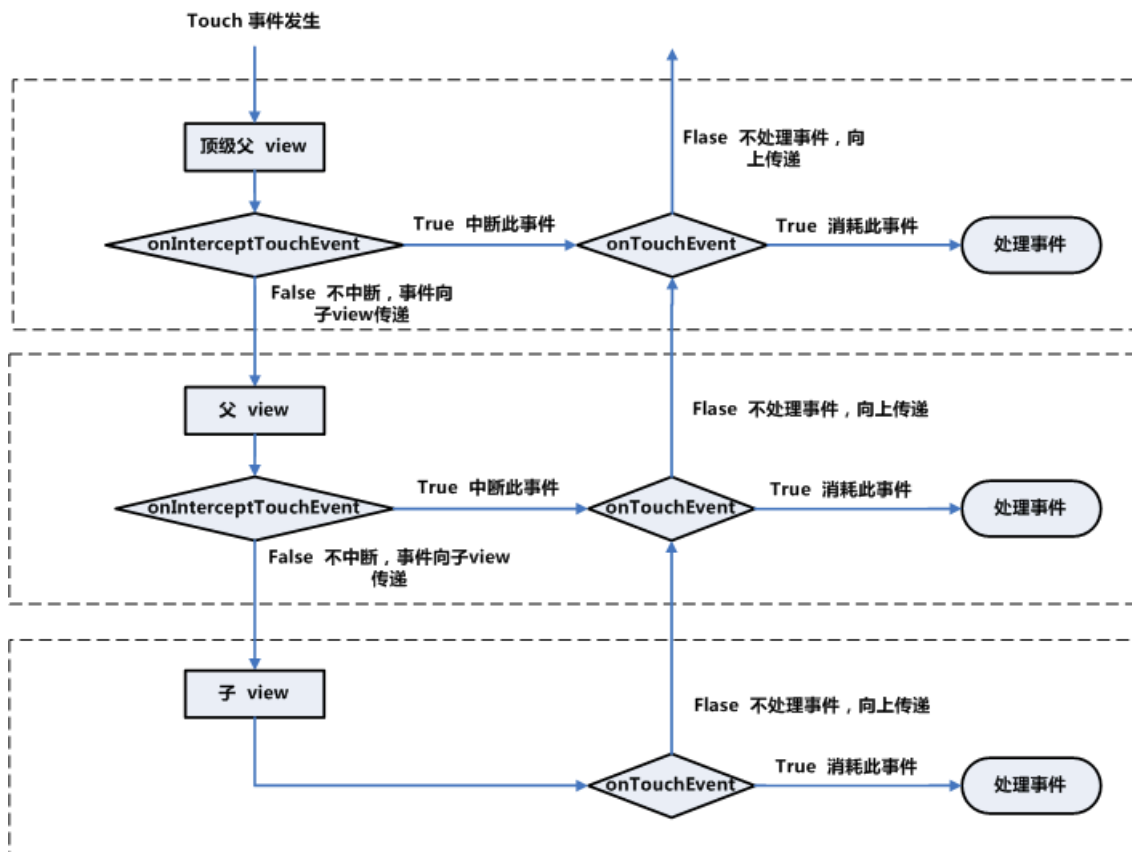 Touch 事件发生
顶级父 view
Flase 不处理事件，向
上传递
onInterceptTouchEvent
True 中断此事件
onTouchEvent
True 消耗此事件
处理事件
False 不中断，事件向
子view传递
父 view
Flase 不处理事件，向上传递
onInterceptTouchEvent
True 中断此事件
onTouchEvent
True 消耗此事件
处理事件
False 不中断，事件向子view
传递
子 view
Flase 不处理事件，向上传递
onTouchEvent
True 消耗此事件
处理事件